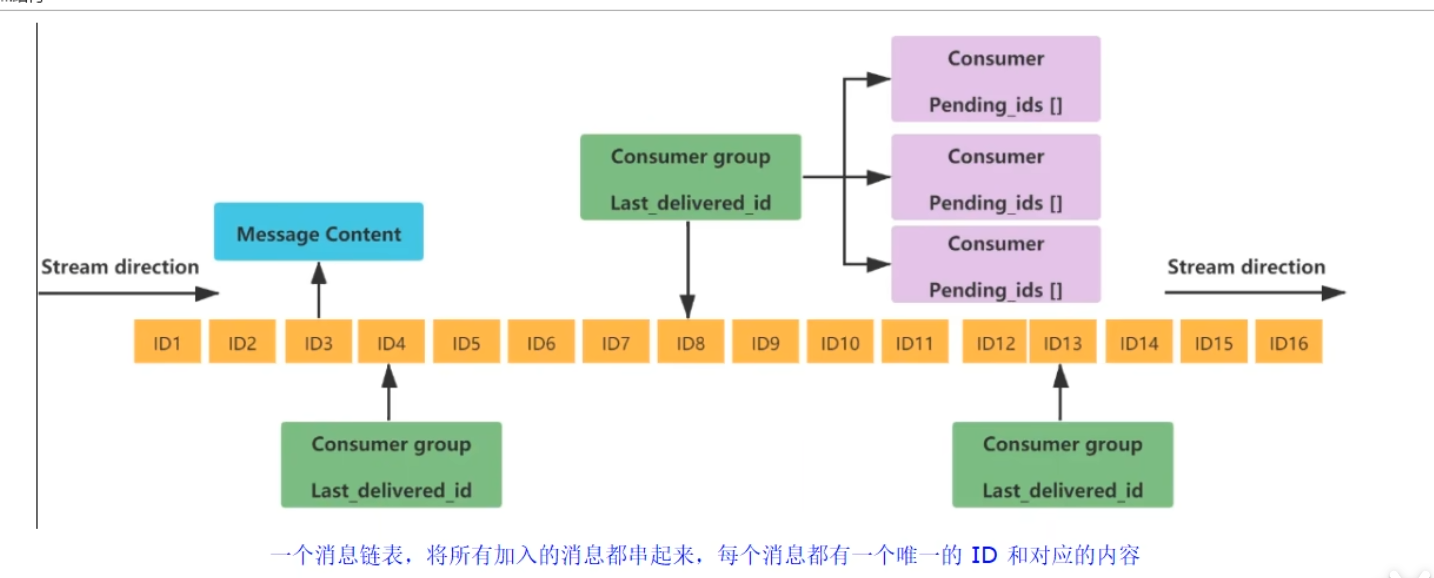 Consumer
Pending_ids []
Consumer group
Last_delivered_id
Consumer
Pending_ids []
Message Content
Consumer
Pending_ids []
Stream direction
Stream direction
ID1 ID2 ID3 ID4 ID5 ID6 ID7 ID8 ID9 ID10 ID11 ID12 ID13 ID14 ID15 ID16
Consumer group
Last_delivered_id
Consumer group
Last_delivered_id
一个消息链表，将所有加入的消息都串起来，每个消息都有一个唯一的 ID 和对应的内容